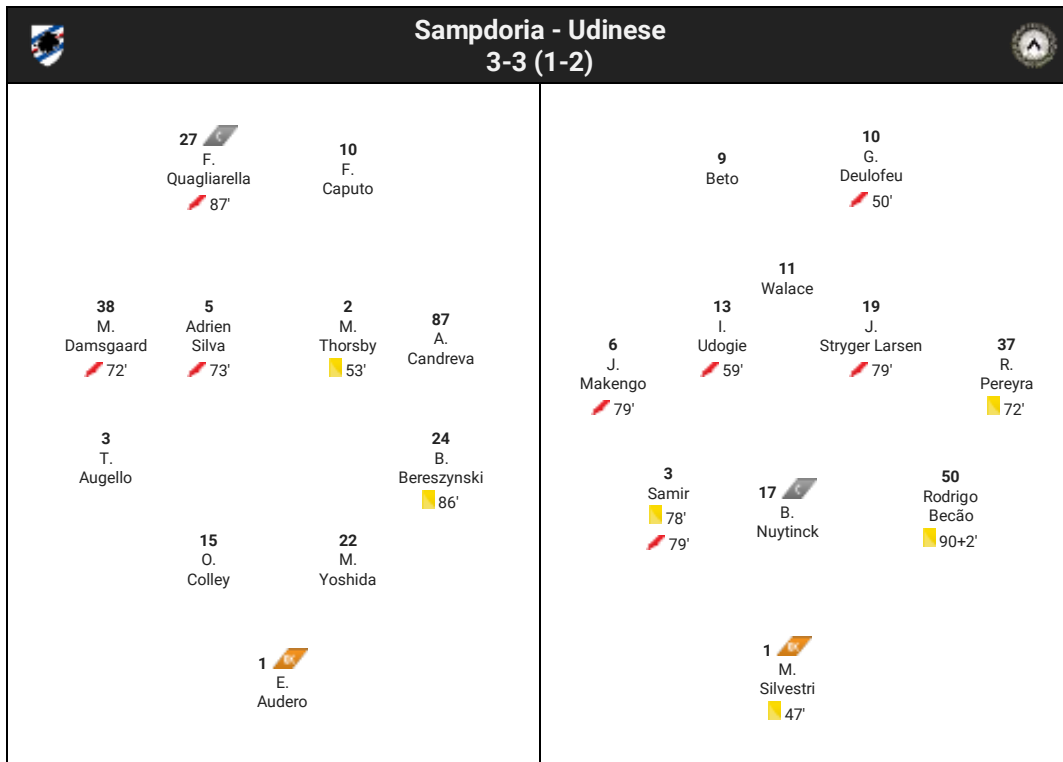 Sampdoria - Udinese
3-3 (1-2)
27 C
F.
Quagliarella
87'
10
F.
Caputo
38
M.
Damsgaard
72'
5
Adrien
Silva
73'
2
M.
Thorsby
53'
87
A.
Candreva
3
T.
Augello
24
B.
Bereszynski
86'
15
O.
Colley
22
M.
Yoshida
1 GK
E.
Audero
9
Beto
10
G.
Deulofeu
50'
11
Walace
6
J.
Makengo
79'
13
I.
Udogie
59'
19
J.
Stryger Larsen
79'
37
R.
Pereyra
72'
3
Samir
78'
79'
17 C
B.
Nuytinck
50
Rodrigo
Becão
90+2'
1 GK
M.
Silvestri
47'